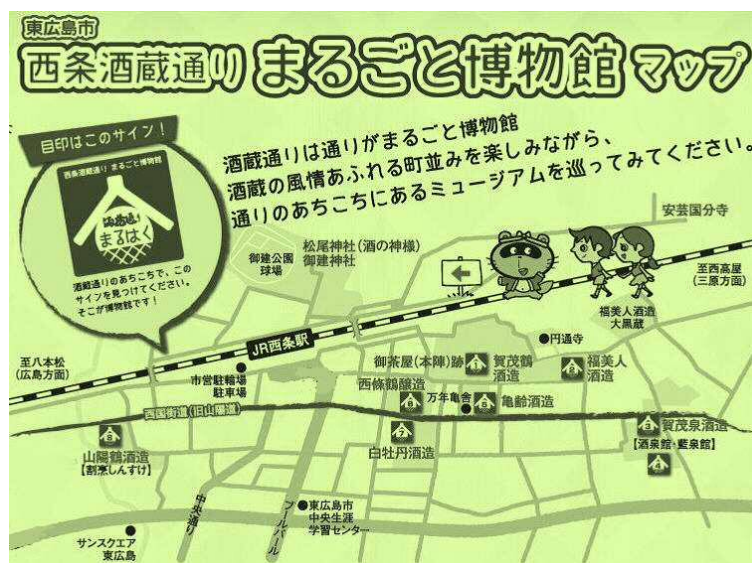 東広島市
西条酒蔵通り まるごと博物館 マップ
目印はこのサイン!
西条酒蔵通り まるごと博物館
酒蔵通り
まるはく
酒蔵通りのあちこちで、この
サインを見つけてください。
そこが博物館です!
酒蔵通りは通りがまるごと博物館
酒蔵の風情あふれる町並みを楽しみながら、
通りのあちこちにあるミュージアムを巡ってみてください。
安芸国分寺
御建公園
球場
松尾神社(酒の神様)
御建神社
至西高屋
(三原方面)
福美人酒造
大黒蔵
JR西条駅
円通寺
至八本松
(広島方面)
市営駐輪場
駐車場
御茶屋(本陣)跡
1
賀茂鶴
酒造
2
福美人
酒造
西條鶴醸造
6
万年亀舎
5
亀齢酒造
西国街道(旧山陽道)
8
山陽鶴酒造
【割烹しんすけ】
7
白牡丹酒造
3
賀茂泉酒造
【酒泉館・藍泉館】
4
中央通り
ブールバール
東広島市
中央生涯
学習センター
サンスクエア
東広島